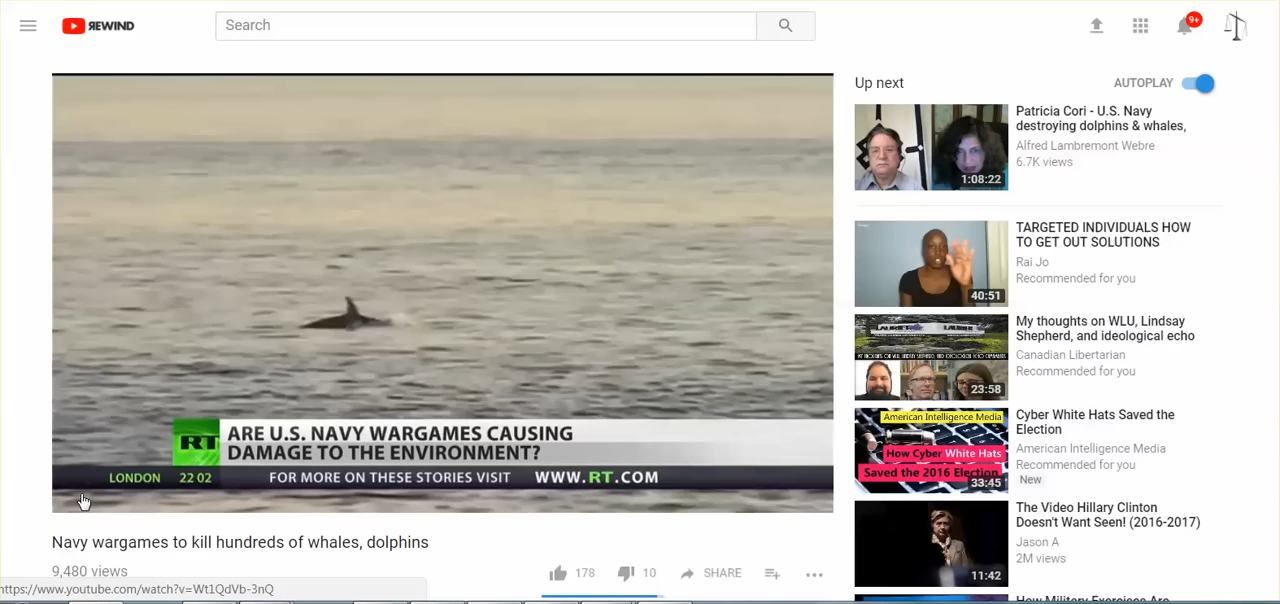 REWIND
Search
9+
Up next
AUTOPLAY
Patricia Cori - U.S. Navy
destroying dolphins & whales,
Alfred Lambremont Webre
6.7K views
1:08:22
TARGETED INDIVIDUALS HOW
TO GET OUT SOLUTIONS
Rai Jo
Recommended for you
40:51
My thoughts on WLU, Lindsay
Shepherd, and ideological echo
Canadian Libertarian
Recommended for you
23:58
American Intelligence Media
How Cyber White Hats
Saved the 2016 Election
33:45
Cyber White Hats Saved the
Election
American Intelligence Media
Recommended for you
New
The Video Hillary Clinton
Doesn't Want Seen! (2016-2017)
Jason A
2M views
11:42
How Military Exercises Are
RT
ARE U.S. NAVY WARGAMES CAUSING
DAMAGE TO THE ENVIRONMENT?
LONDON 22 02 FOR MORE ON THESE STORIES VISIT WWW.RT.COM
Navy wargames to kill hundreds of whales, dolphins
9,480 views
178 10 SHARE
https://www.youtube.com/watch?v=Wt1QdVb-3nQ